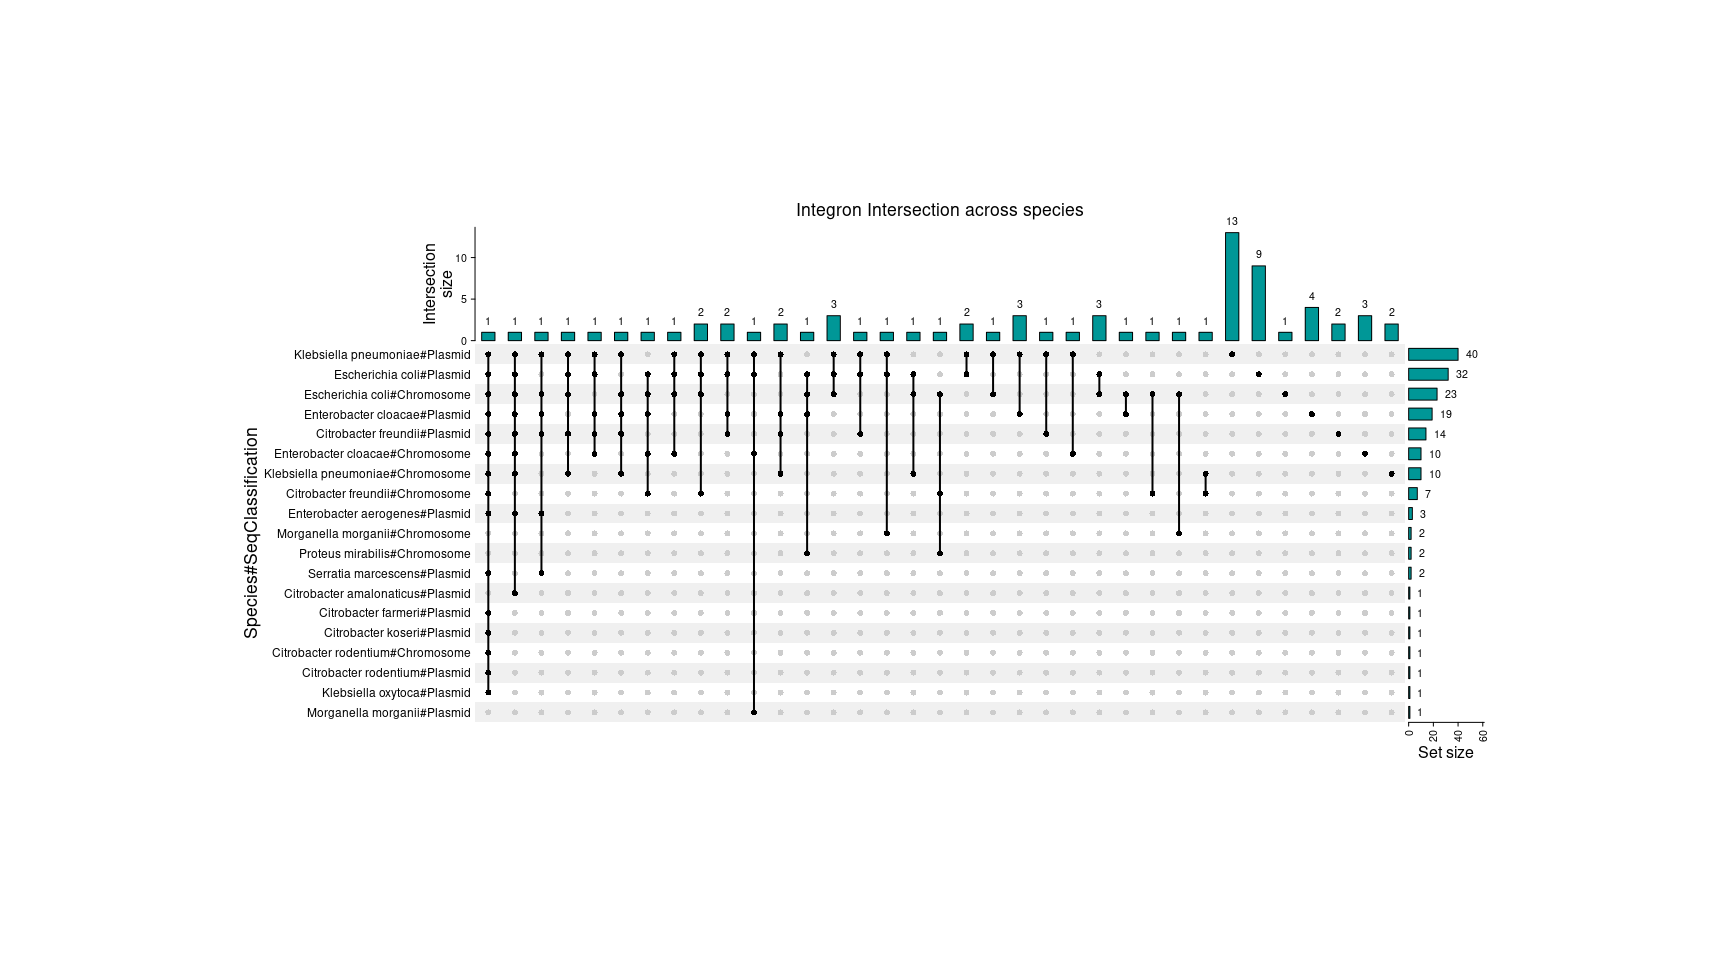 Integron Intersection across species
Intersection
size
10
5
0
1 1 1 1 1 1 1 1 2 2 1 2 1 3 1 1 1 1 2 1 3 1 1 3 1 1 1 1 13 9 1 4 2 3 2
Species#SeqClassification
Klebsiella pneumoniae#Plasmid 40
Escherichia coli#Plasmid 32
Escherichia coli#Chromosome 23
Enterobacter cloacae#Plasmid 19
Citrobacter freundii#Plasmid 14
Enterobacter cloacae#Chromosome 10
Klebsiella pneumoniae#Chromosome 10
Citrobacter freundii#Chromosome 7
Enterobacter aerogenes#Plasmid 3
Morganella morganii#Chromosome 2
Proteus mirabilis#Chromosome 2
Serratia marcescens#Plasmid 2
Citrobacter amalonaticus#Plasmid 1
Citrobacter farmeri#Plasmid 1
Citrobacter koseri#Plasmid 1
Citrobacter rodentium#Chromosome 1
Citrobacter rodentium#Plasmid 1
Klebsiella oxytoca#Plasmid 1
Morganella morganii#Plasmid 1
0 20 40 60
Set size